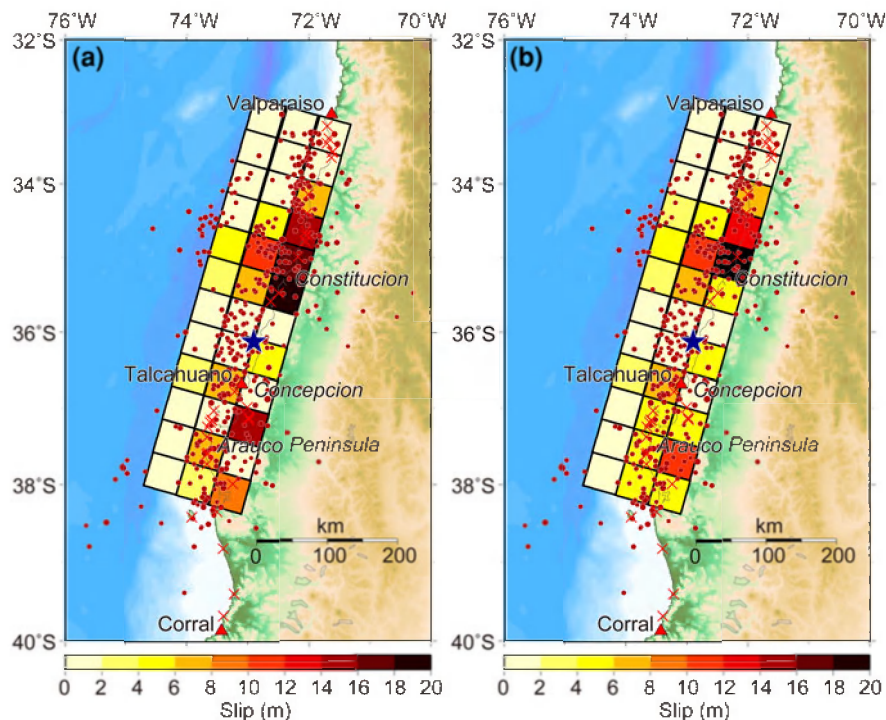 76°W 74°W 72°W 70°W 76°W 74°W 72°W 70°W
32°S 32°S
(a) (b)
Valparaiso Valparaiso
34°S 34°S
Constitucion Constitucion
36°S 36°S
Talcahuano Talcahuano
Concepcion Concepcion
Arauco Peninsula Arauco Peninsula
38°S 38°S
km km
0 100 200 0 100 200
Corral Corral
40°S 40°S
0 2 4 6 8 10 12 14 16 18 20 0 2 4 6 8 10 12 14 16 18 20
Slip (m) Slip (m)